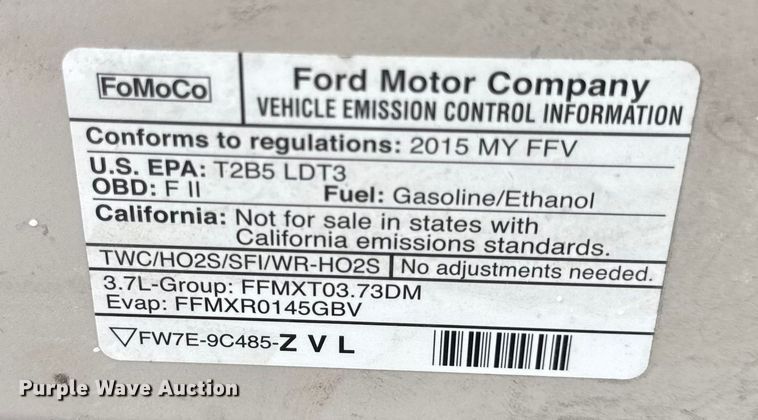 FoMoCo
Ford Motor Company
VEHICLE EMISSION CONTROL INFORMATION
Conforms to regulations: 2015 MY FFV
U.S. EPA: T2B5 LDT3
OBD: F II Fuel: Gasoline/Ethanol
California: Not for sale in states with
California emissions standards.
TWC/HO2S/SFI/WR-HO2S No adjustments needed.
3.7L-Group: FFMXT03.73DM
Evap: FFMXR0145GBV
FW7E-9C485-Z V L
Purple Wave Auction